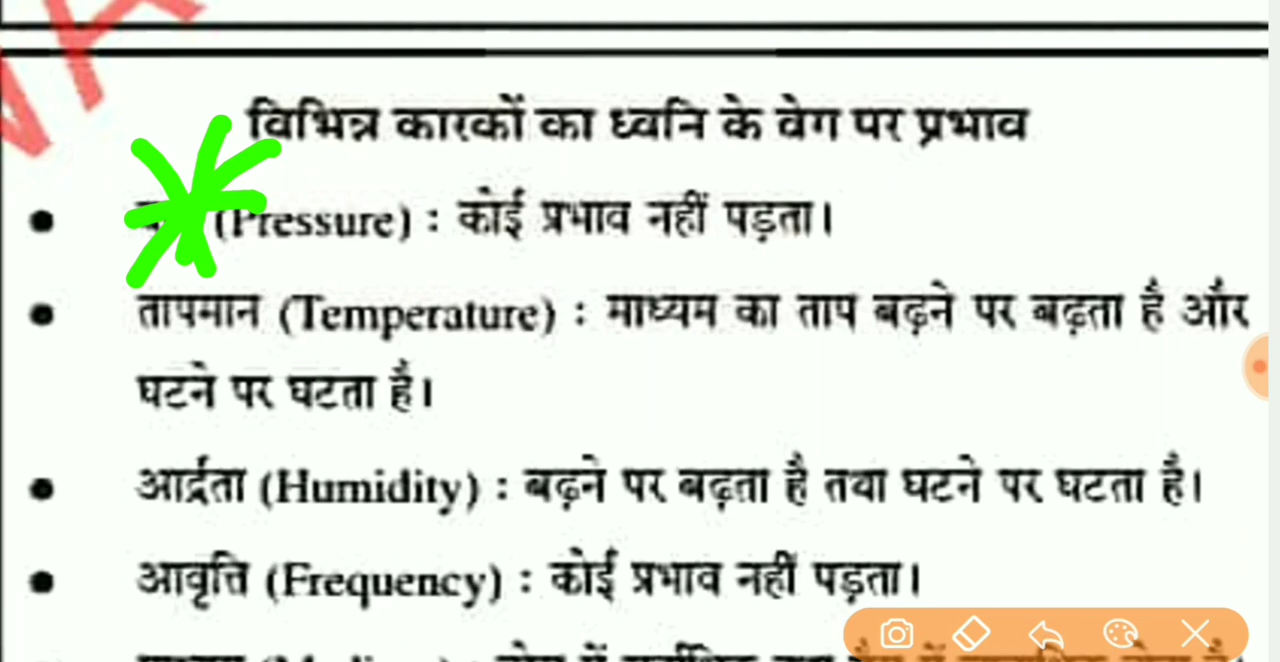 विभिन्न कारकों का ध्वनि के वेग पर प्रभाव
(Pressure) : कोई प्रभाव नहीं पड़ता।
तापमान (Temperature) : माध्यम का ताप बढ़ने पर बढ़ता है और
घटने पर घटता है।
आर्द्रता (Humidity) : बढ़ने पर बढ़ता है तथा घटने पर घटता है।
आवृत्ति (Frequency) : कोई प्रभाव नहीं पड़ता।